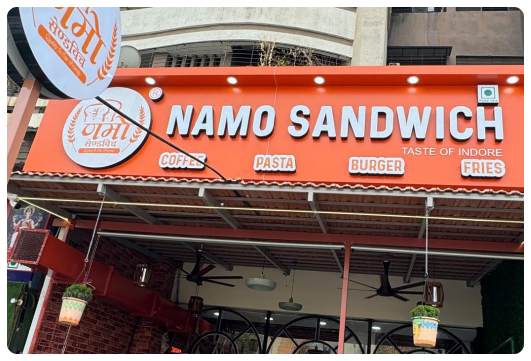 नमो
सेण्डविच
नमो
सेण्डविच
®
NAMO SANDWICH
TASTE OF INDORE
COFFEE
PASTA
BURGER
FRIES